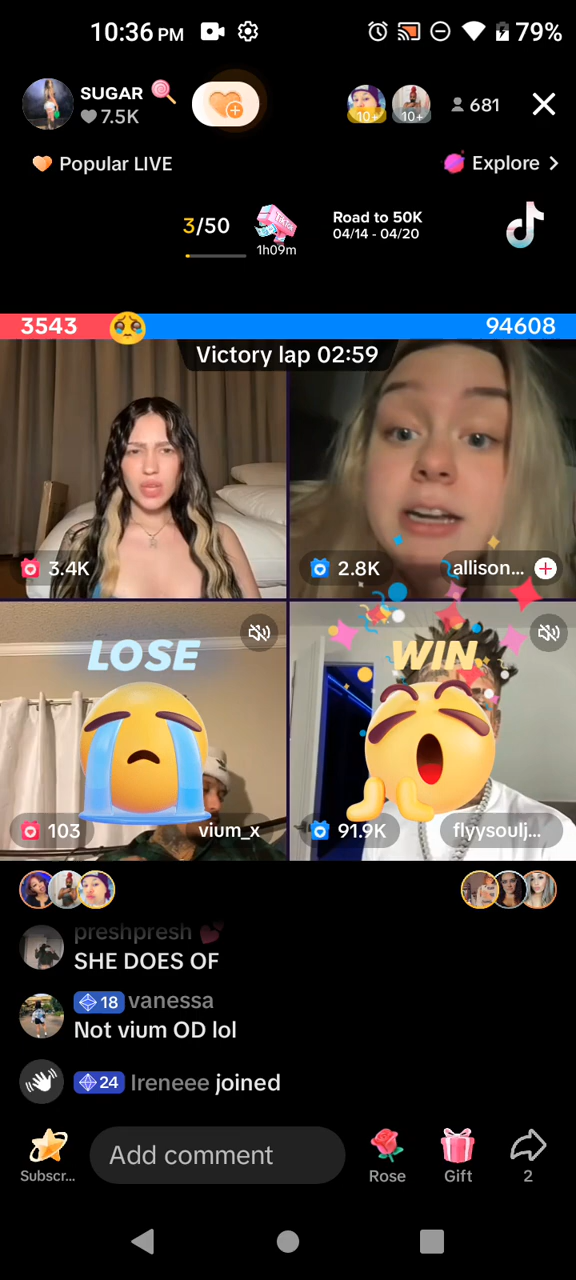 10:36 PM
79%
SUGAR 🍭
7.5K
10+
10+
681
Popular LIVE
Explore >
3/50
TikTok
1h09m
Road to 50K
04/14 - 04/20
3543
94608
Victory lap 02:59
3.4K
2.8K
allison...
LOSE
WIN
103
vium_x
91.9K
flyysoulj...
preshpresh 💕
SHE DOES OF
18 vanessa
Not vium OD lol
24 Ireneee joined
Subscr...
Add comment
Rose
Gift
2